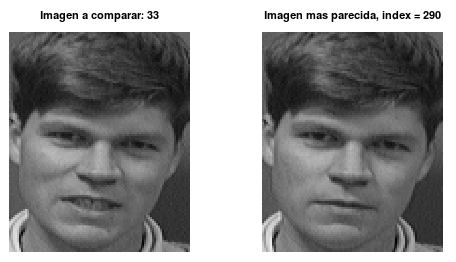 Imagen a comparar: 33
Imagen mas parecida, index = 290